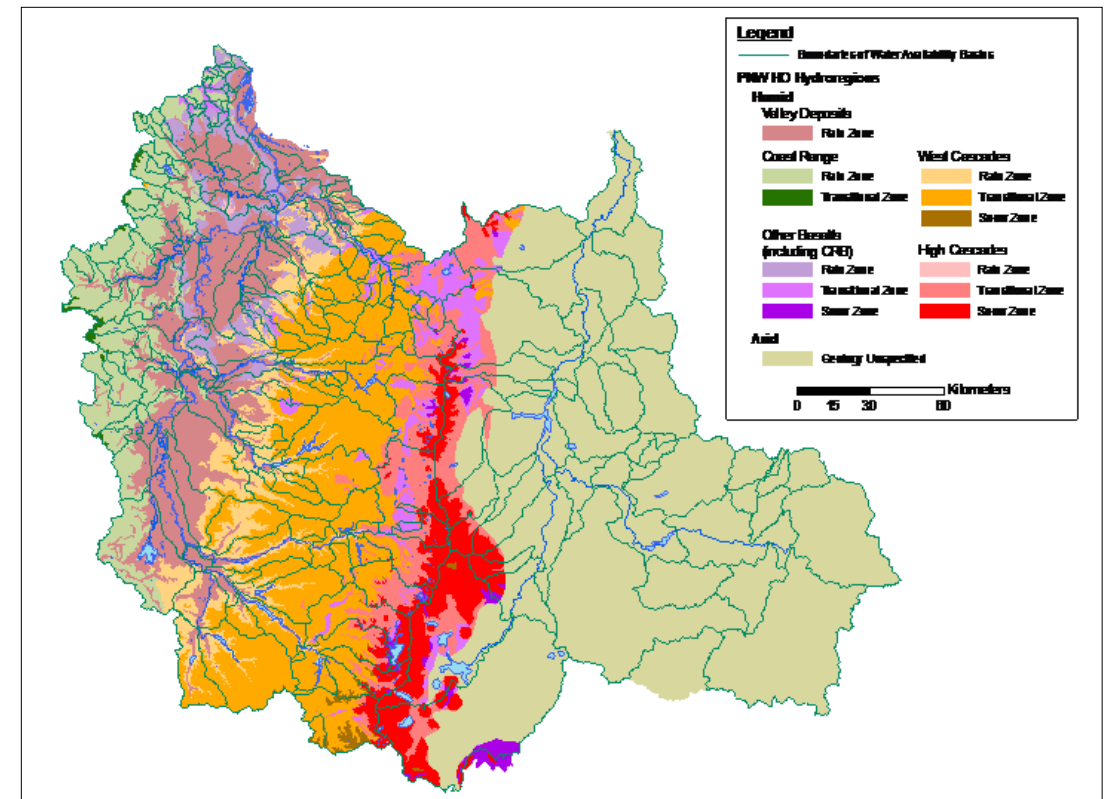 Legend
Boundaries of Water Availability Basins
PNW HO Hydroregions
Humid
Valley Deposits
Rain Zone
Coast Range
Rain Zone
Transitional Zone
West Cascades
Rain Zone
Transitional Zone
Snow Zone
Other Basalts
(including CRB)
Rain Zone
Transitional Zone
Snow Zone
High Cascades
Rain Zone
Transitional Zone
Snow Zone
Arid
Geology Unspecified
Kilometers
0 15 30 60